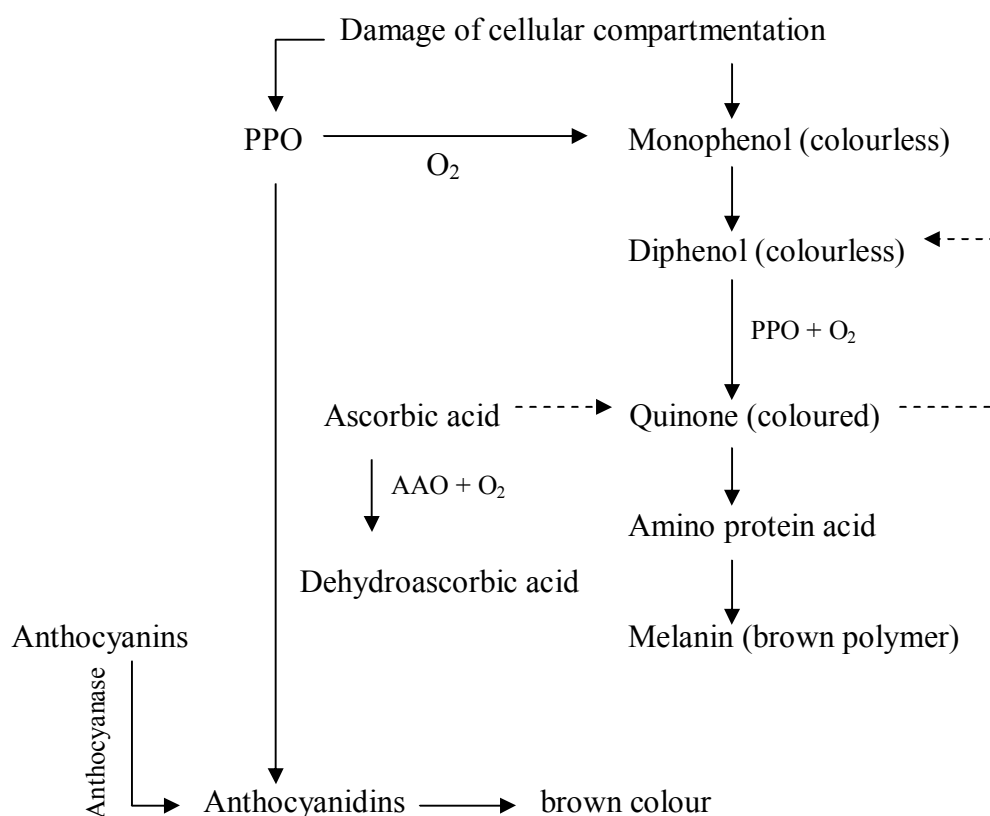 Damage of cellular compartmentation
PPO
O₂
Monophenol (colourless)
Diphenol (colourless)
PPO + O₂
Ascorbic acid
Quinone (coloured)
AAO + O₂
Amino protein acid
Dehydroascorbic acid
Anthocyanins
Melanin (brown polymer)
Anthocyanase
Anthocyanidins
brown colour